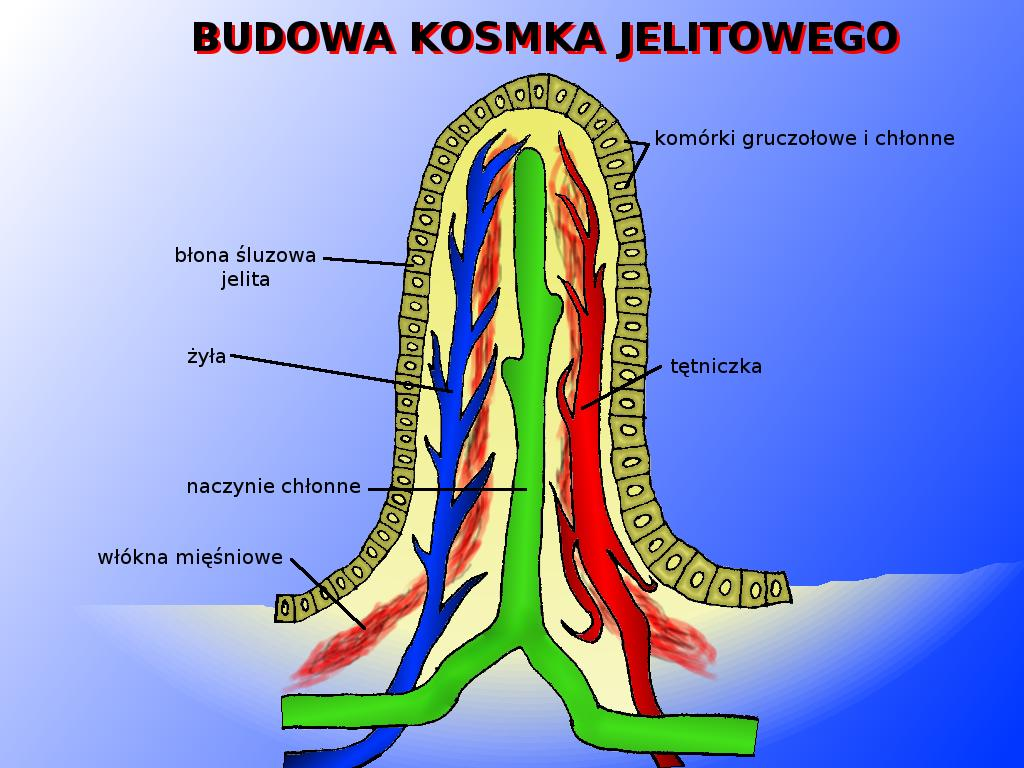 BUDOWA KOSMKA JELITOWEGO
komórki gruczołowe i chłonne
błona śluzowa
jelita
żyła
tętniczka
naczynie chłonne
włókna mięśniowe